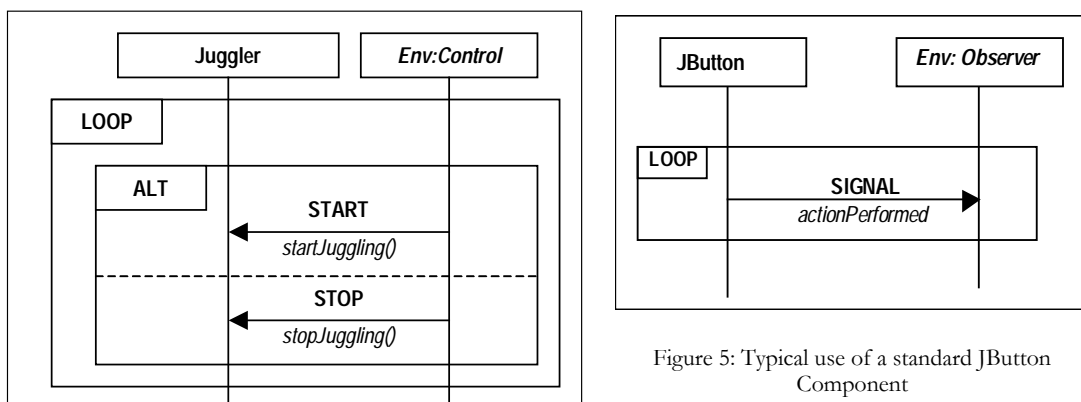 Juggler
Env:Control
LOOP
ALT
START
startJuggling()
STOP
stopJuggling()
JButton
Env: Observer
LOOP
SIGNAL
actionPerformed
Figure 5: Typical use of a standard JButton
Component